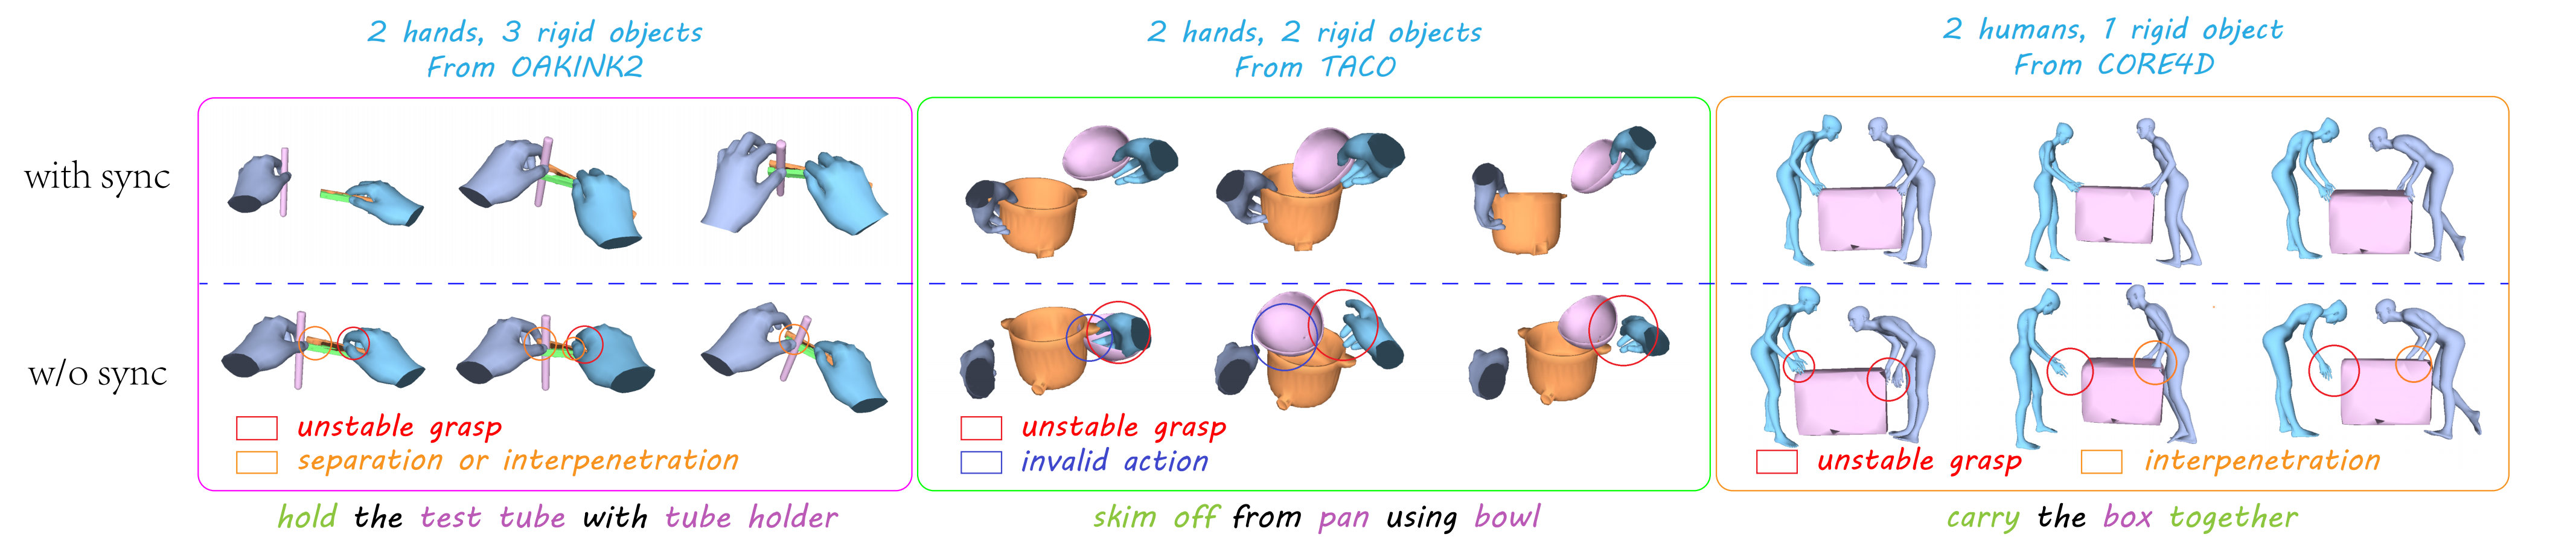 2 hands, 3 rigid objects
From OAKINK2
2 hands, 2 rigid objects
From TACO
2 humans, 1 rigid object
From CORE4D
with sync
w/o sync
unstable grasp
separation or interpenetration
unstable grasp
invalid action
unstable grasp
interpenetration
hold the test tube with tube holder
skim off from pan using bowl
carry the box together